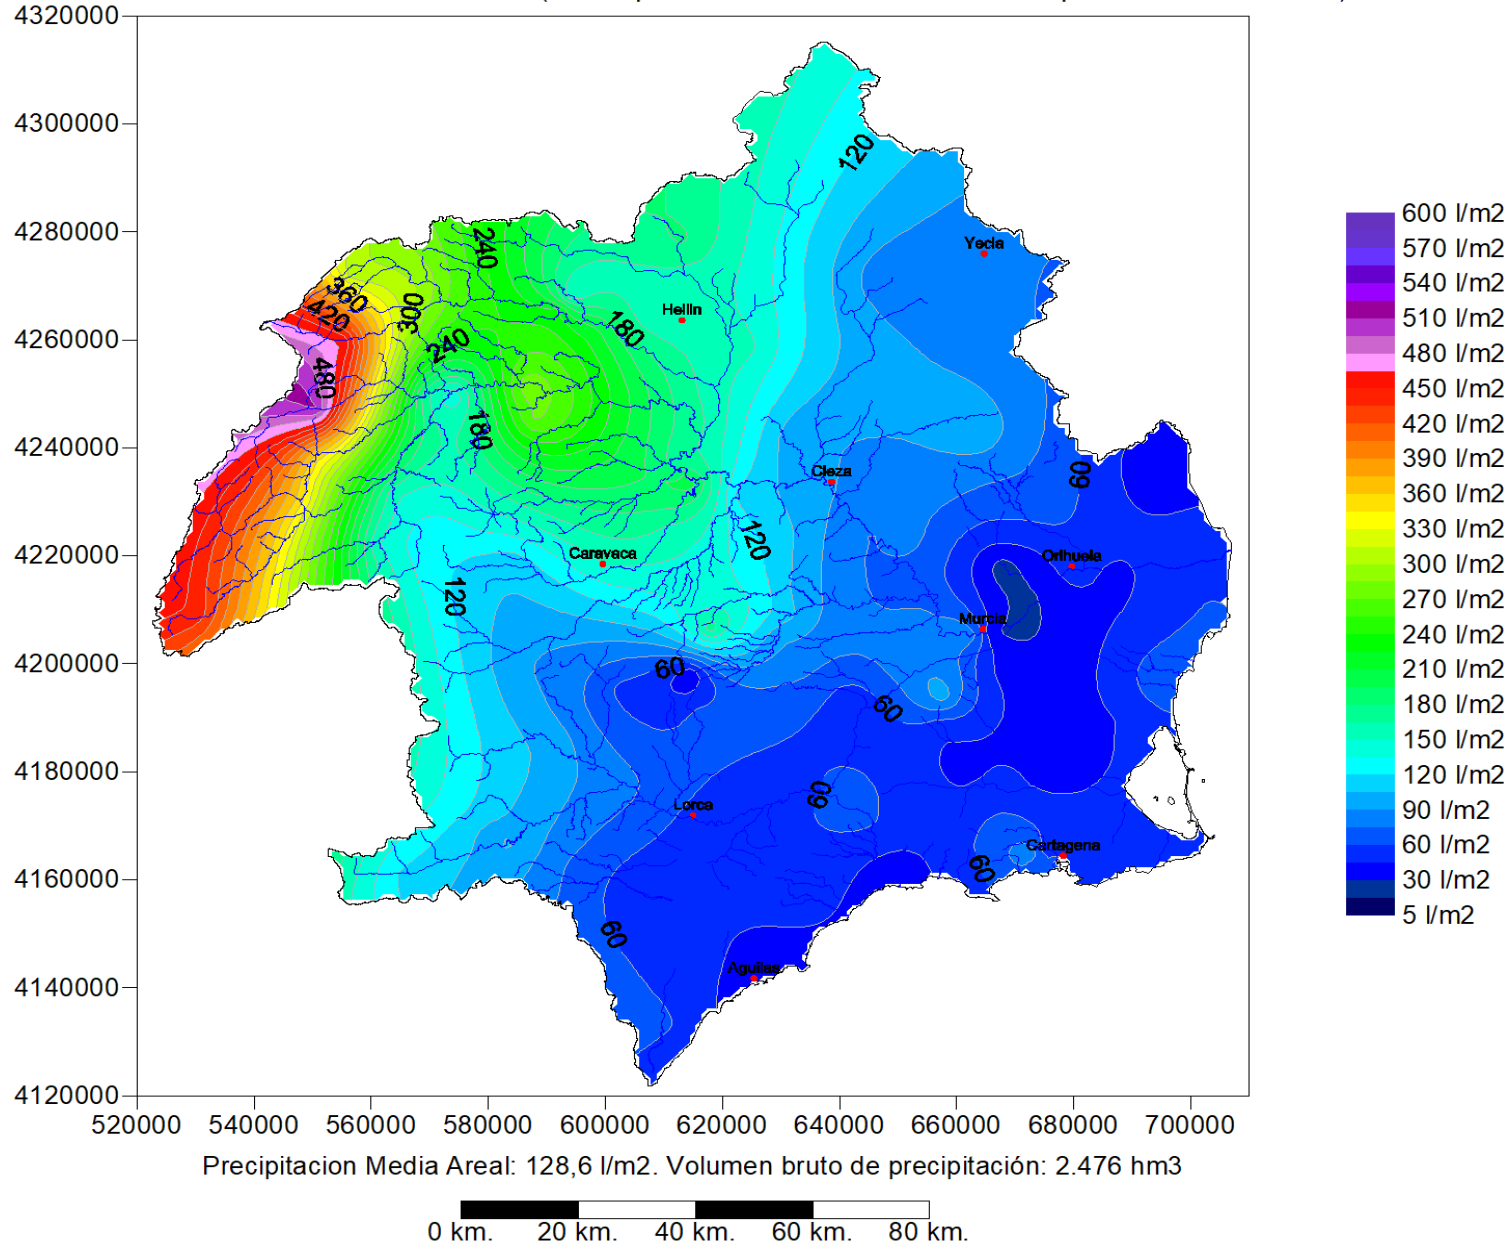 4320000
4300000
4280000
4260000
4240000
4220000
4200000
4180000
4160000
4140000
4120000
520000 540000 560000 580000 600000 620000 640000 660000 680000 700000
120
240
Yecla
360
420
300
Hellin
180
240
480
180
Cieza
60
120
Caravaca
Orihuela
120
Murcia
60
60
60
Lorca
Cartagena
60
60
Aguilas
600 l/m2
570 l/m2
540 l/m2
510 l/m2
480 l/m2
450 l/m2
420 l/m2
390 l/m2
360 l/m2
330 l/m2
300 l/m2
270 l/m2
240 l/m2
210 l/m2
180 l/m2
150 l/m2
120 l/m2
90 l/m2
60 l/m2
30 l/m2
5 l/m2
Precipitacion Media Areal: 128,6 l/m2. Volumen bruto de precipitación: 2.476 hm3
0 km. 20 km. 40 km. 60 km. 80 km.